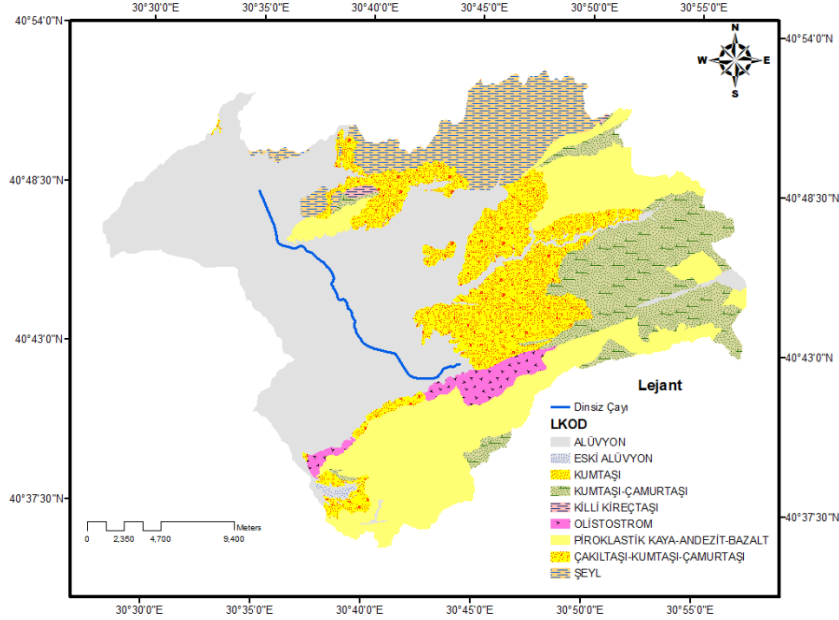 30°30'0"E 30°35'0"E 30°40'0"E 30°45'0"E 30°50'0"E 30°55'0"E
40°54'0"N 40°54'0"N
N
W E
S
40°48'30"N 40°48'30"N
40°43'0"N 40°43'0"N
Lejant
Dinsiz Çayı
LKOD
ALÜVYON
ESKİ ALÜVYON
KUMTAŞI
KUMTAŞI-ÇAMURTAŞI
KİLLİ KİREÇTAŞI
OLİSTOSTROM
PİROKLASTİK KAYA-ANDEZİT-BAZALT
ÇAKILTAŞI-KUMTAŞI-ÇAMURTAŞI
ŞEYL
40°37'30"N 40°37'30"N
Meters
0 2,350 4,700 9,400
30°30'0"E 30°35'0"E 30°40'0"E 30°45'0"E 30°50'0"E 30°55'0"E